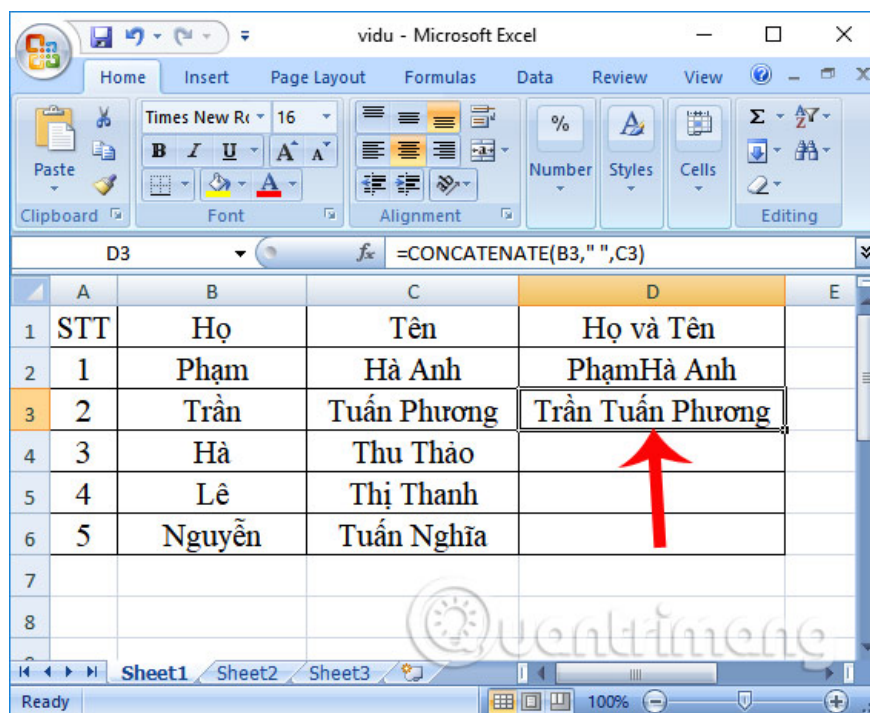 vidu - Microsoft Excel
Home Insert Page Layout Formulas Data Review View
Times New Ro 16
Paste
B I U A A
% Number Styles Cells
Σ
Clipboard Font Alignment Editing
D3 fx =CONCATENATE(B3," ",C3)
A B C D E
1 STT Họ Tên Họ và Tên
2 1 Phạm Hà Anh PhạmHà Anh
3 2 Trần Tuấn Phương Trần Tuấn Phương
4 3 Hà Thu Thảo
5 4 Lê Thị Thanh
6 5 Nguyễn Tuấn Nghĩa
7
8
Quantrimang
Sheet1 Sheet2 Sheet3
Ready 100%